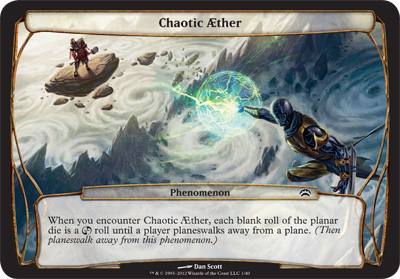 Chaotic Æther
Phenomenon
When you encounter Chaotic Æther, each blank roll of the planar
die is a roll until a player planeswalks away from a plane. (Then
planeswalk away from this phenomenon.)
Dan Scott
™ & © 1993–2012 Wizards of the Coast LLC 1/40